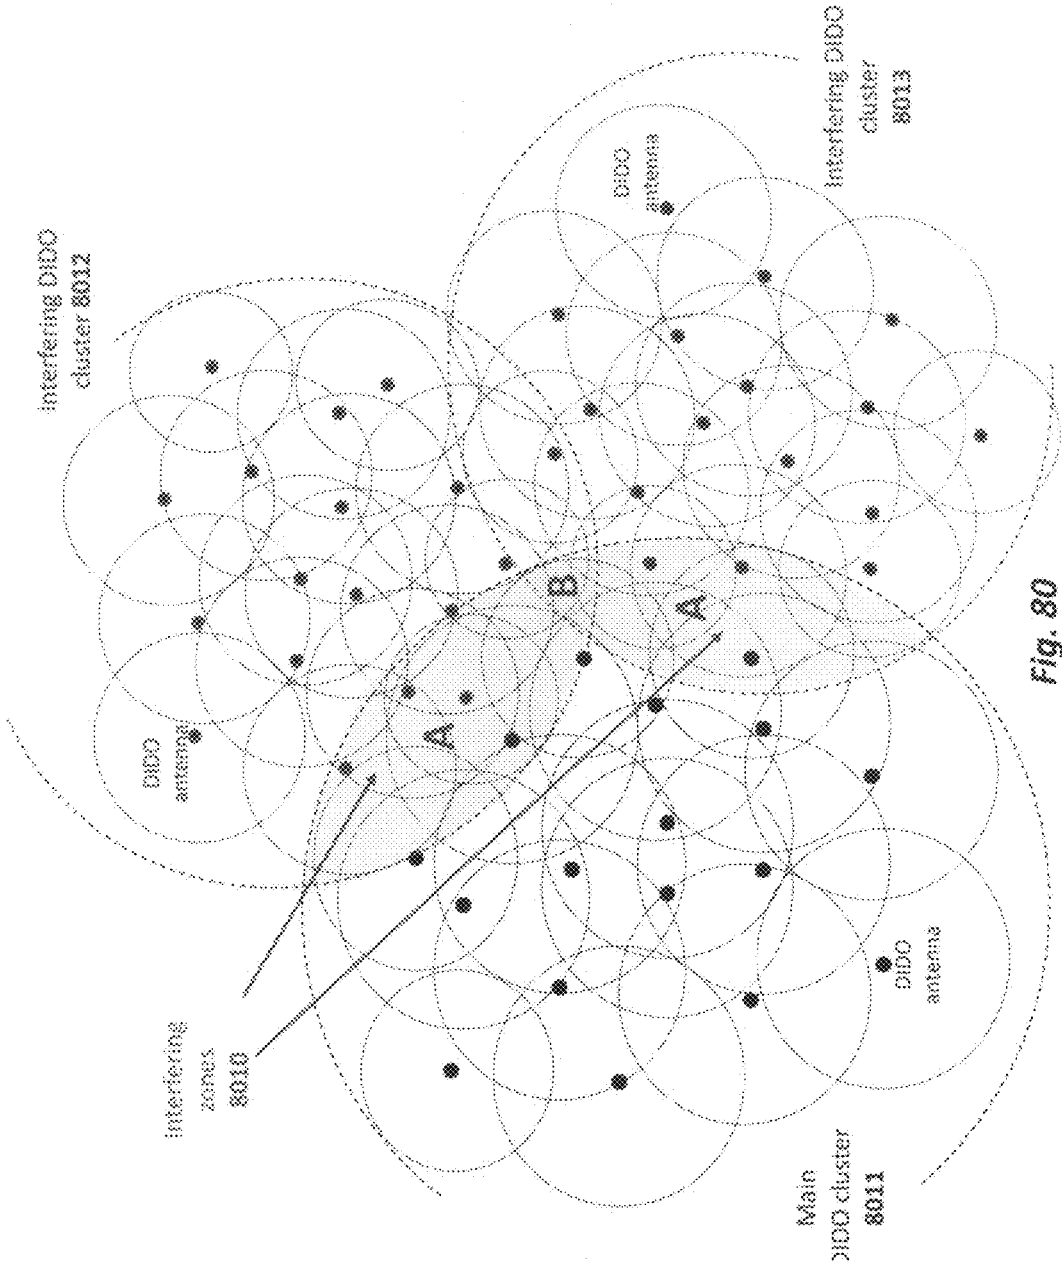 Interfering DIDO
cluster 8012
DIDO
antenna
Interfering
zones
8010
A
B
DIDO
antenna
A
Main
DIDO cluster
8011
Interfering DIDO
cluster
8013
DIDO
antenna
Fig. 80